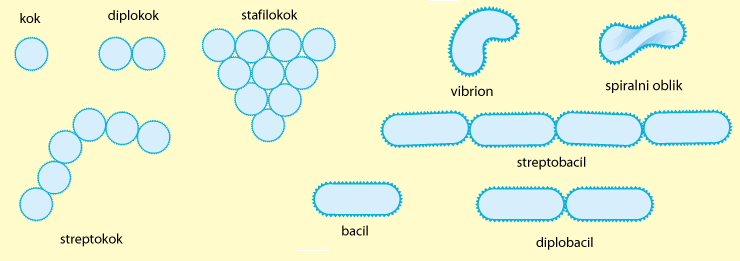 kok
diplokok
stafilokok
vibrion
spiralni oblik
streptobacil
streptokok
bacil
diplobacil